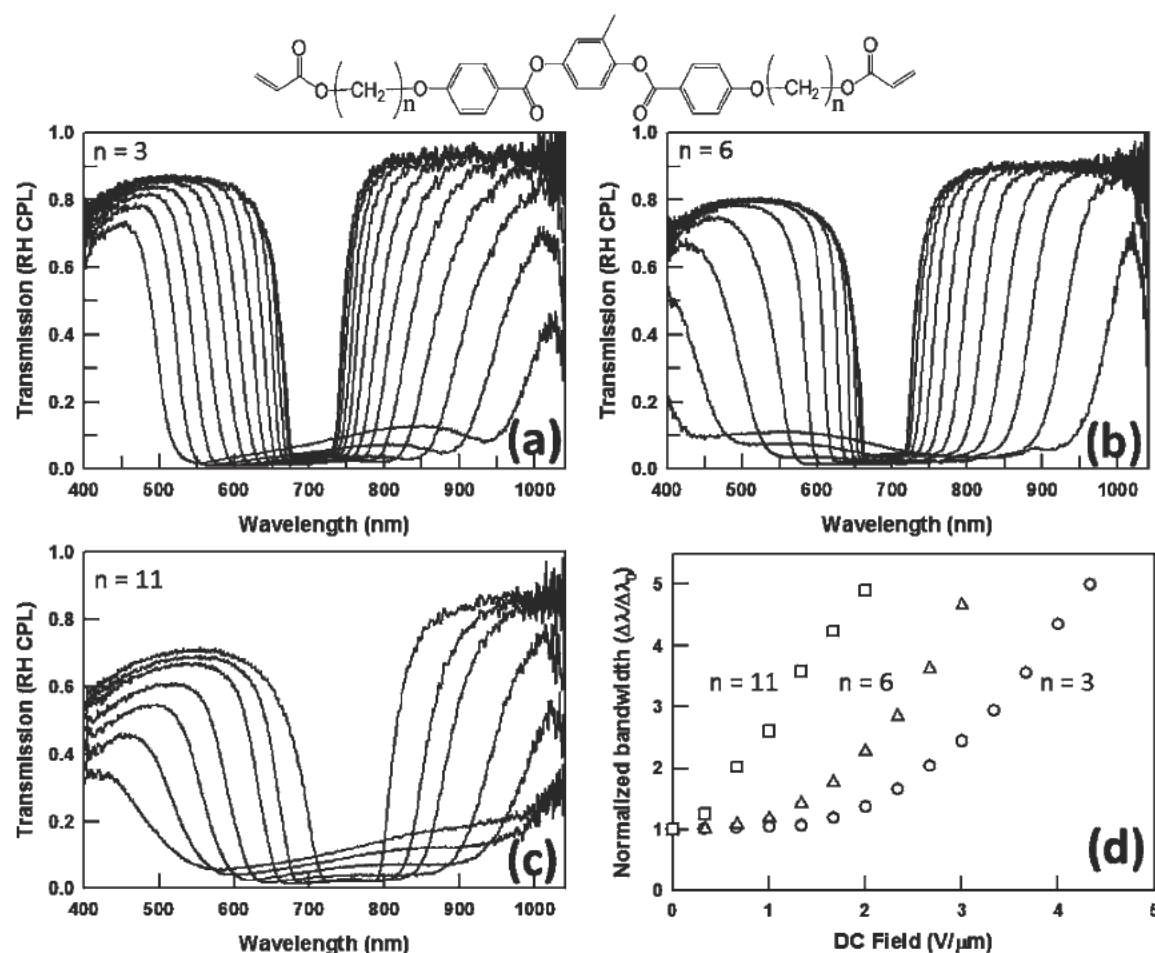 O
O
O
O
O
O
O
O
O
O
CH₂
n
CH₂
n
n = 3
Transmission (RH CPL)
1.0
0.8
0.6
0.4
0.2
0.0
400 500 600 700 800 900 1000
Wavelength (nm)
(a)
n = 6
Transmission (RH CPL)
1.0
0.8
0.6
0.4
0.2
0.0
400 500 600 700 800 900 1000
Wavelength (nm)
(b)
n = 11
Transmission (RH CPL)
1.0
0.8
0.6
0.4
0.2
0.0
400 500 600 700 800 900 1000
Wavelength (nm)
(c)
Normalized bandwidth (Δλ/Δλ₀)
5
4
3
2
1
0
n = 11 n = 6 n = 3
0 1 2 3 4 5
DC Field (V/µm)
(d)